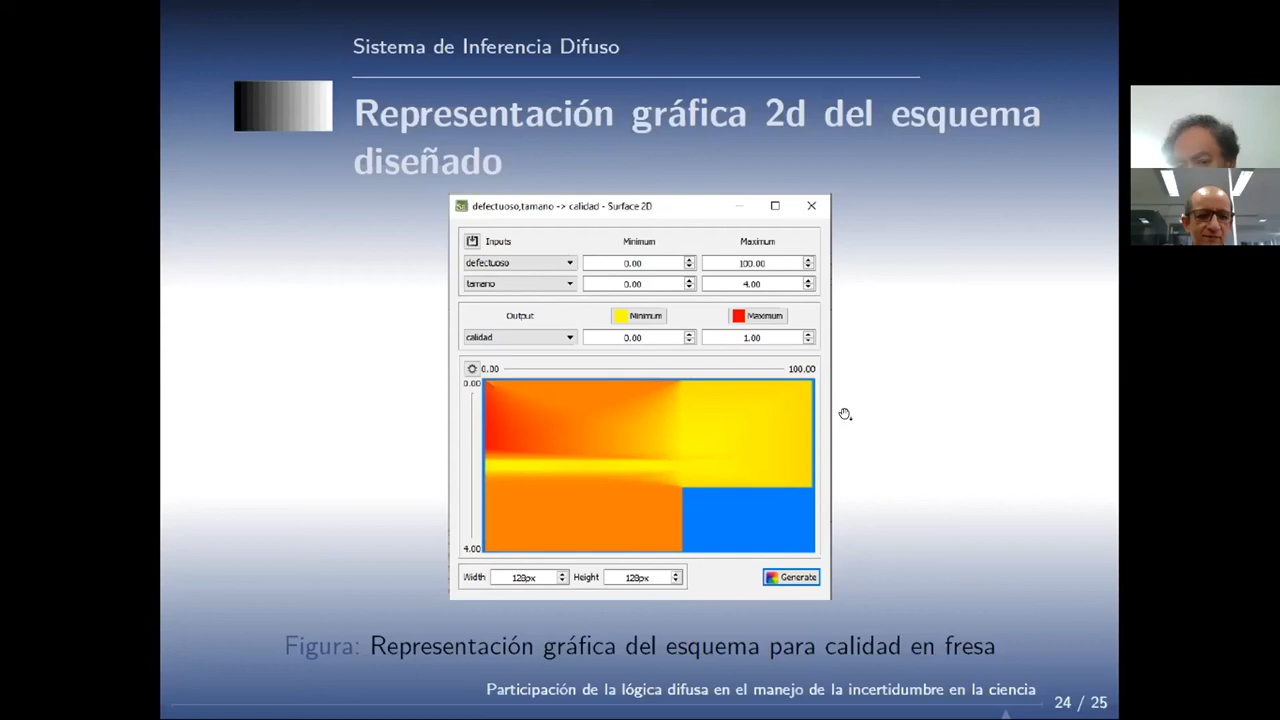 Sistema de Inferencia Difuso
Representación gráfica 2d del esquema
diseñado
defectuoso,tamano -> calidad - Surface 2D
Inputs Minimum Maximum
defectuoso 0.00 100.00
tamano 0.00 4.00
Output Minimum Maximum
calidad 0.00 1.00
0.00 100.00
0.00
4.00
Width 128px Height 128px Generate
Figura: Representación gráfica del esquema para calidad en fresa
Participación de la lógica difusa en el manejo de la incertidumbre en la ciencia
24 / 25